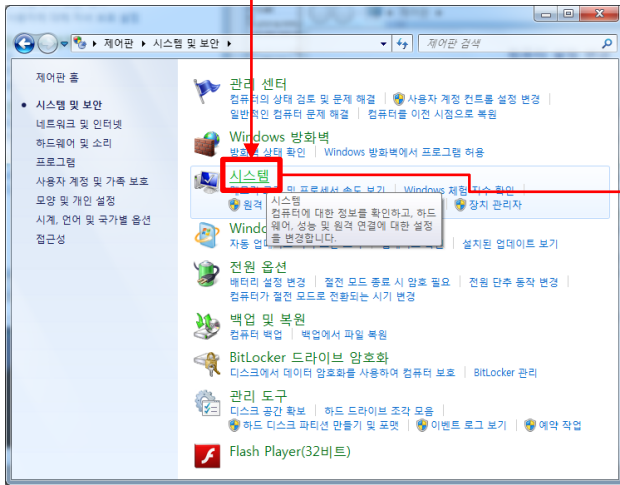 제어판 ▸ 시스템 및 보안 ▸
제어판 검색
제어판 홈
시스템 및 보안
네트워크 및 인터넷
하드웨어 및 소리
프로그램
사용자 계정 및 가족 보호
모양 및 개인 설정
시계, 언어 및 국가별 옵션
접근성
관리 센터
컴퓨터의 상태 검토 및 문제 해결 사용자 계정 컨트롤 설정 변경
일반적인 컴퓨터 문제 해결 컴퓨터를 이전 시점으로 복원
Windows 방화벽
방화벽 상태 확인 Windows 방화벽에서 프로그램 허용
시스템
및 프로세서 속도 보기 Windows 체험 지수 확인
원격 장치 관리자
시스템
컴퓨터에 대한 정보를 확인하고, 하드
웨어, 성능 및 원격 연결에 대한 설정
을 변경합니다.
자동 설치된 업데이트 보기
전원 옵션
배터리 설정 변경 절전 모드 종료 시 암호 필요 전원 단추 동작 변경
컴퓨터가 절전 모드로 전환되는 시기 변경
백업 및 복원
컴퓨터 백업 백업에서 파일 복원
BitLocker 드라이브 암호화
디스크에서 데이터 암호화를 사용하여 컴퓨터 보호 BitLocker 관리
관리 도구
디스크 공간 확보 하드 드라이브 조각 모음
하드 디스크 파티션 만들기 및 포맷 이벤트 로그 보기 예약 작업
Flash Player(32비트)